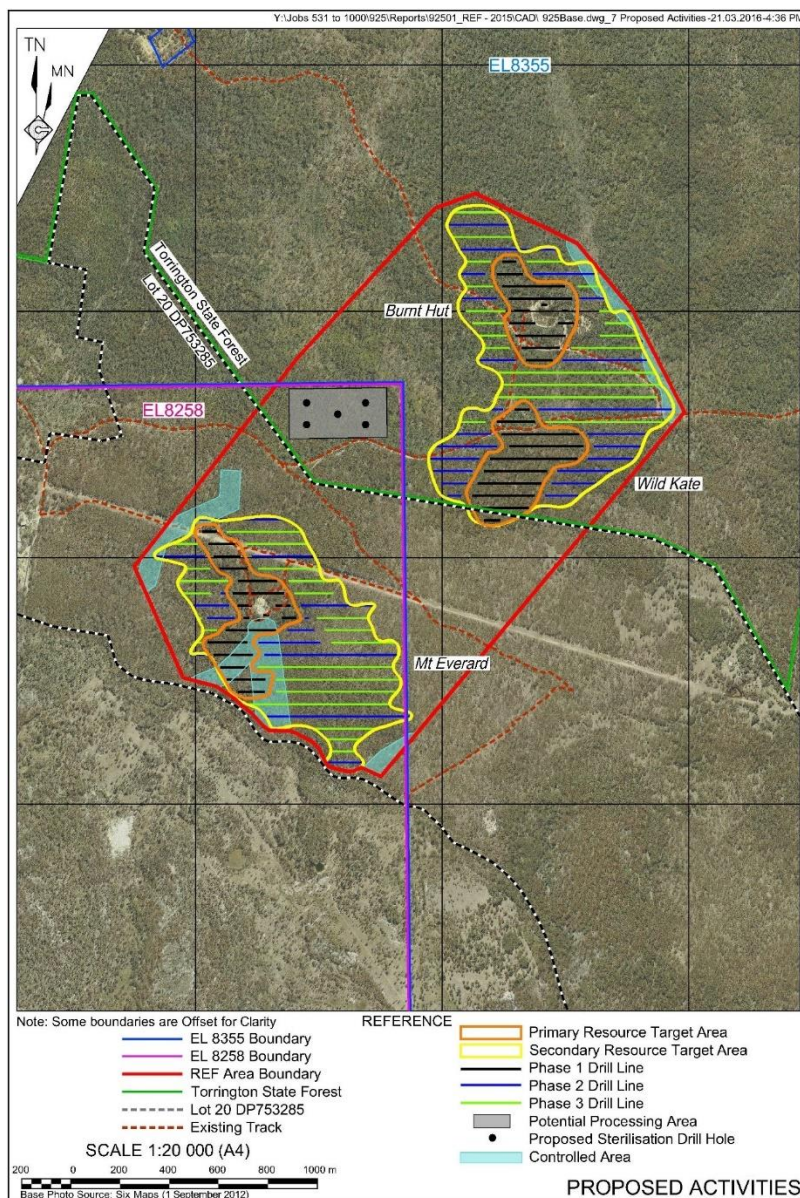 Y:\Jobs 531 to 1000\925\Reports\92501_REF - 2015\CAD\ 925Base.dwg_7 Proposed Activities-21.03.2016-4:36 PM
TN
MN
EL8355
Torrington State Forest
Lot 20 DP753285
Burnt Hut
EL8258
Wild Kate
Mt Everard
Note: Some boundaries are Offset for Clarity
EL 8355 Boundary
EL 8258 Boundary
REF Area Boundary
Torrington State Forest
Lot 20 DP753285
Existing Track
SCALE 1:20 000 (A4)
200 0 200 400 600 800 1000 m
Base Photo Source: Six Maps (1 September 2012)
REFERENCE
Primary Resource Target Area
Secondary Resource Target Area
Phase 1 Drill Line
Phase 2 Drill Line
Phase 3 Drill Line
Potential Processing Area
Proposed Sterilisation Drill Hole
Controlled Area
PROPOSED ACTIVITIES